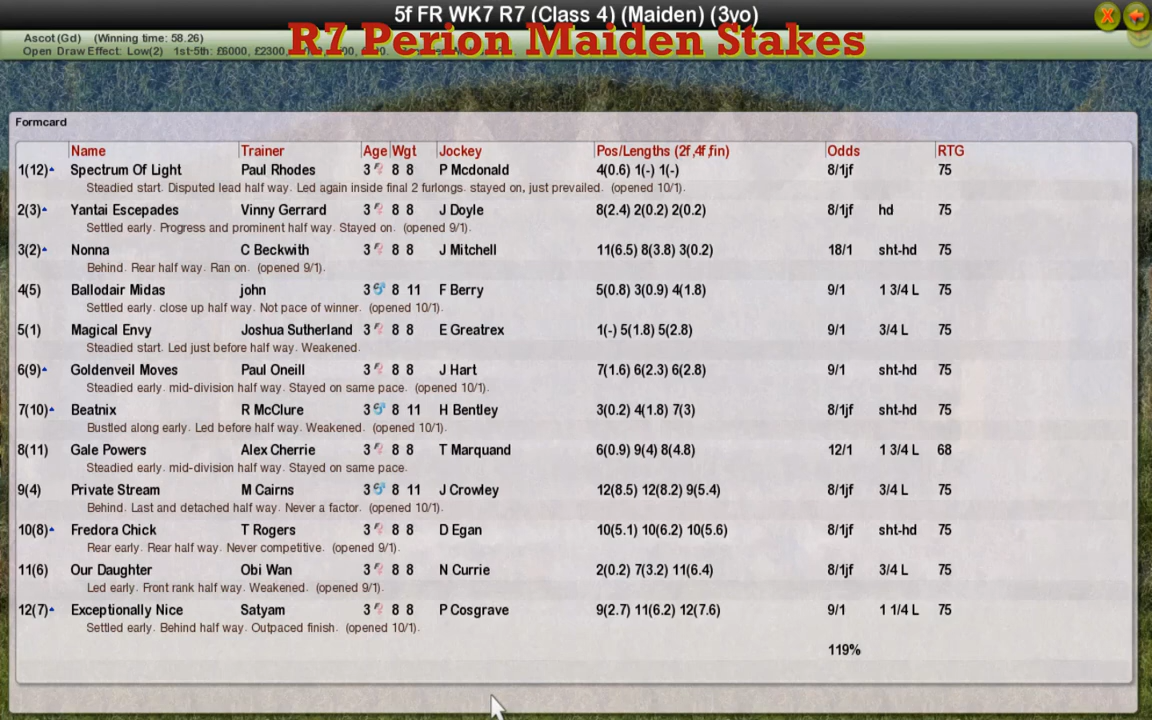 5f FR WK7 R7 (Class 4) (Maiden) (3yo)
R7 Perion Maiden Stakes
Ascot (Gd) (Winning time: 58.26)
Open Draw Effect: Low(2) 1st-5th: £6000, £2300,
Formcard
Name Trainer Age Wgt Jockey Pos/Lengths (2f,4f,fin) Odds RTG
1(12) Spectrum Of Light Paul Rhodes 3 8 8 P Mcdonald 4(0.6) 1(-) 1(-) 8/1jf 75
Steadied start. Disputed lead half way. Led again inside final 2 furlongs. stayed on, just prevailed. (opened 10/1).
2(3) Yantai Escapades Vinny Gerrard 3 8 8 J Doyle 8(2.4) 2(0.2) 2(0.2) 8/1jf hd 75
Settled early. Progress and prominent half way. Stayed on. (opened 9/1).
3(2) Nonna C Beckwith 3 8 8 J Mitchell 11(6.5) 8(3.8) 3(0.2) 18/1 sht-hd 75
Behind. Rear half way. Ran on. (opened 9/1).
4(5) Ballodair Midas john 3 8 11 F Berry 5(0.8) 3(0.9) 4(1.8) 9/1 1 3/4 L 75
Settled early. close up half way. Not pace of winner. (opened 10/1).
5(1) Magical Envy Joshua Sutherland 3 8 8 E Greatrex 1(-) 5(1.8) 5(2.8) 9/1 3/4 L 75
Steadied start. Led just before half way. Weakened.
6(9) Goldenveil Moves Paul Oneill 3 8 8 J Hart 7(1.6) 6(2.3) 6(2.8) 9/1 sht-hd 75
Steadied early. mid-division half way. Stayed on same pace. (opened 10/1).
7(10) Beatnix R McClure 3 8 11 H Bentley 3(0.2) 4(1.8) 7(3) 8/1jf sht-hd 75
Bustled along early. Led before half way. Weakened. (opened 10/1).
8(11) Gale Powers Alex Cherrie 3 8 8 T Marquand 6(0.9) 9(4) 8(4.8) 12/1 1 3/4 L 68
Steadied early. mid-division half way. Stayed on same pace.
9(4) Private Stream M Cairns 3 8 11 J Crowley 12(8.5) 12(8.2) 9(5.4) 8/1jf 3/4 L 75
Behind. Last and detached half way. Never a factor. (opened 10/1).
10(8) Fredora Chick T Rogers 3 8 8 D Egan 10(5.1) 10(6.2) 10(5.6) 8/1jf sht-hd 75
Rear early. Rear half way. Never competitive. (opened 9/1).
11(6) Our Daughter Obi Wan 3 8 8 N Currie 2(0.2) 7(3.2) 11(6.4) 8/1jf 3/4 L 75
Led early. Front rank half way. Weakened. (opened 9/1).
12(7) Exceptionally Nice Satyam 3 8 8 P Cosgrave 9(2.7) 11(6.2) 12(7.6) 9/1 1 1/4 L 75
Settled early. Behind half way. Outpaced finish. (opened 10/1).
119%